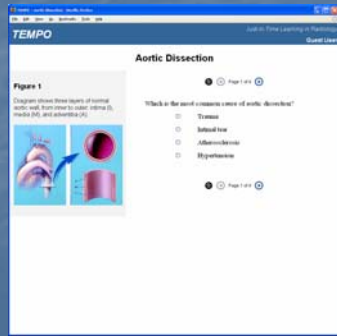 TEMPO
Just-in-Time Learning in Radiology
Guest User
Aortic Dissection
Page 1 of 4
Figure 1
Diagram shows three layers of normal
aortic wall, from inner to outer: intima (I),
media (M), and adventitia (A).
Which is the most common cause of aortic dissection?
Trauma
Intimal tear
Atherosclerosis
Hypertension
Page 1 of 4